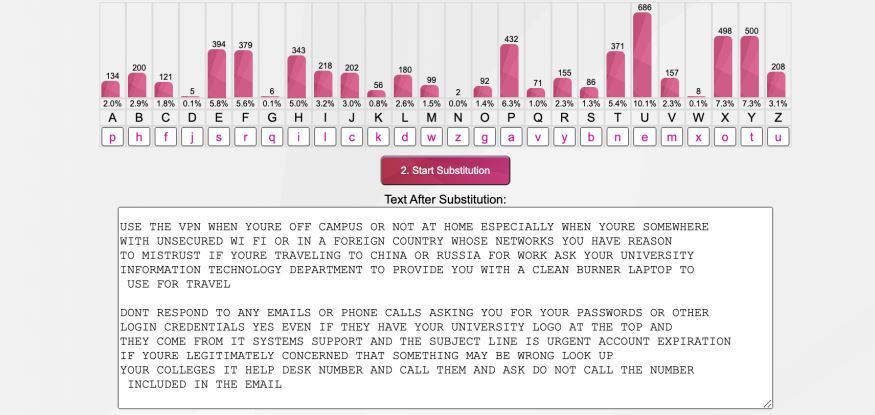 686
498 500
432
394 379
371
343
218 202
208
200
180
155 157
134
121
99 92
86
71
56
5 6 2 8
2.0% 2.9% 1.8% 0.1% 5.8% 5.6% 0.1% 5.0% 3.2% 3.0% 0.8% 2.6% 1.5% 0.0% 1.4% 6.3% 1.0% 2.3% 1.3% 5.4% 10.1% 2.3% 0.1% 7.3% 7.3% 3.1%
A B C D E F G H I J K L M N O P Q R S T U V W X Y Z
p h f j s r q i l c k d w z g a v y b n e m x o t u
2. Start Substitution
Text After Substitution:
USE THE VPN WHEN YOURE OFF CAMPUS OR NOT AT HOME ESPECIALLY WHEN YOURE SOMEWHERE
WITH UNSECURED WI FI OR IN A FOREIGN COUNTRY WHOSE NETWORKS YOU HAVE REASON
TO MISTRUST IF YOURE TRAVELING TO CHINA OR RUSSIA FOR WORK ASK YOUR UNIVERSITY
INFORMATION TECHNOLOGY DEPARTMENT TO PROVIDE YOU WITH A CLEAN BURNER LAPTOP TO
USE FOR TRAVEL
DONT RESPOND TO ANY EMAILS OR PHONE CALLS ASKING YOU FOR YOUR PASSWORDS OR OTHER
LOGIN CREDENTIALS YES EVEN IF THEY HAVE YOUR UNIVERSITY LOGO AT THE TOP AND
THEY COME FROM IT SYSTEMS SUPPORT AND THE SUBJECT LINE IS URGENT ACCOUNT EXPIRATION
IF YOURE LEGITIMATELY CONCERNED THAT SOMETHING MAY BE WRONG LOOK UP
YOUR COLLEGES IT HELP DESK NUMBER AND CALL THEM AND ASK DO NOT CALL THE NUMBER
INCLUDED IN THE EMAIL